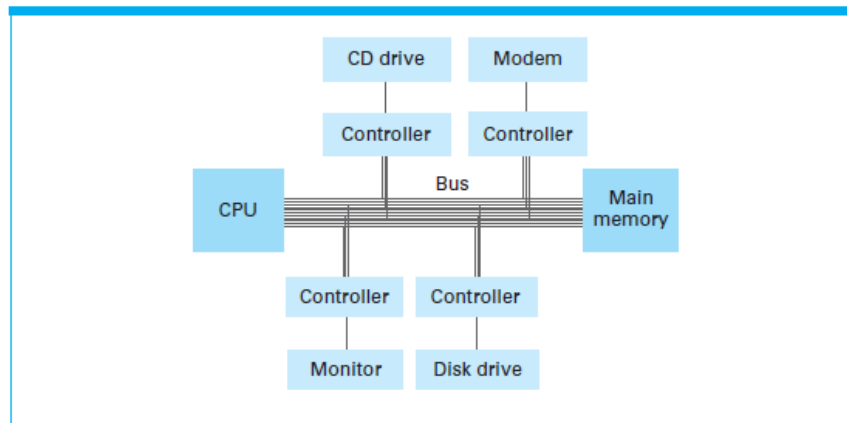 CD drive
Modem
Controller
Controller
Bus
CPU
Main
memory
Controller
Controller
Monitor
Disk drive